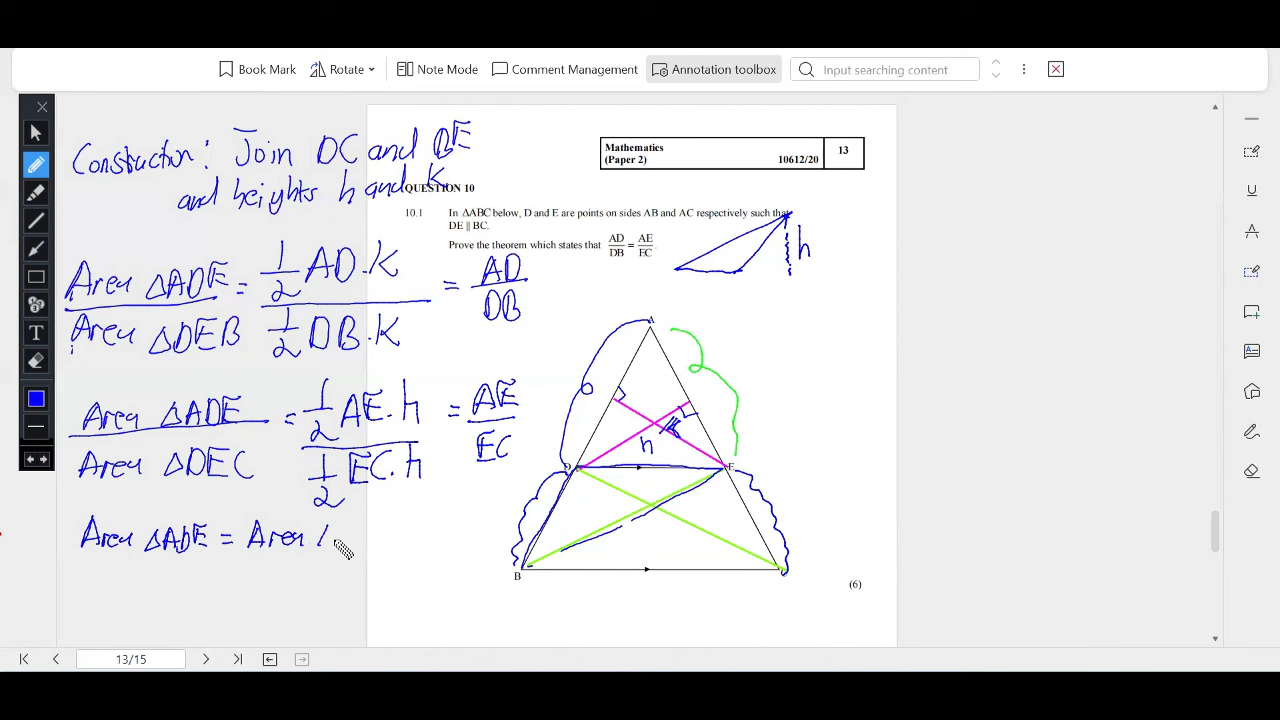 Book Mark Rotate Note Mode Comment Management Annotation toolbox Input searching content
Construction: Join DC and BE
and heights h and K
Mathematics
(Paper 2) 10612/20 13
QUESTION 10
10.1 In ΔABC below, D and E are points on sides AB and AC respectively such that
DE || BC.
Prove the theorem which states that AD/DB = AE/EC.
h
Area ΔADE / Area ΔDEB = 1/2 AD.K / 1/2 DB.K = AD/DB
Area ΔADE / Area ΔDEC = 1/2 AE.h / 1/2 EC.h = AE/EC
Area ΔADE = Area
A
h
D E
B
(6)
13/15